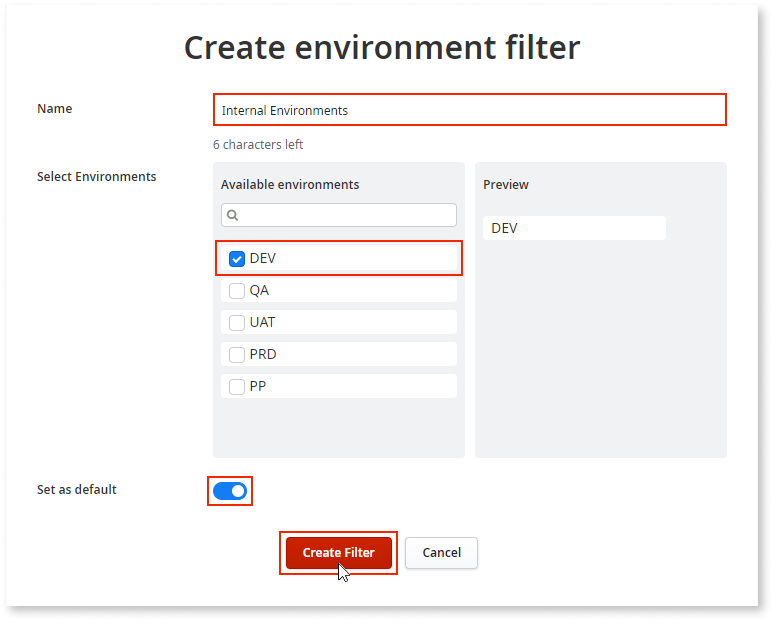 Create environment filter
Name
Internal Environments
6 characters left
Select Environments
Available environments
Preview
DEV
DEV
QA
UAT
PRD
PP
Set as default
Create Filter
Cancel